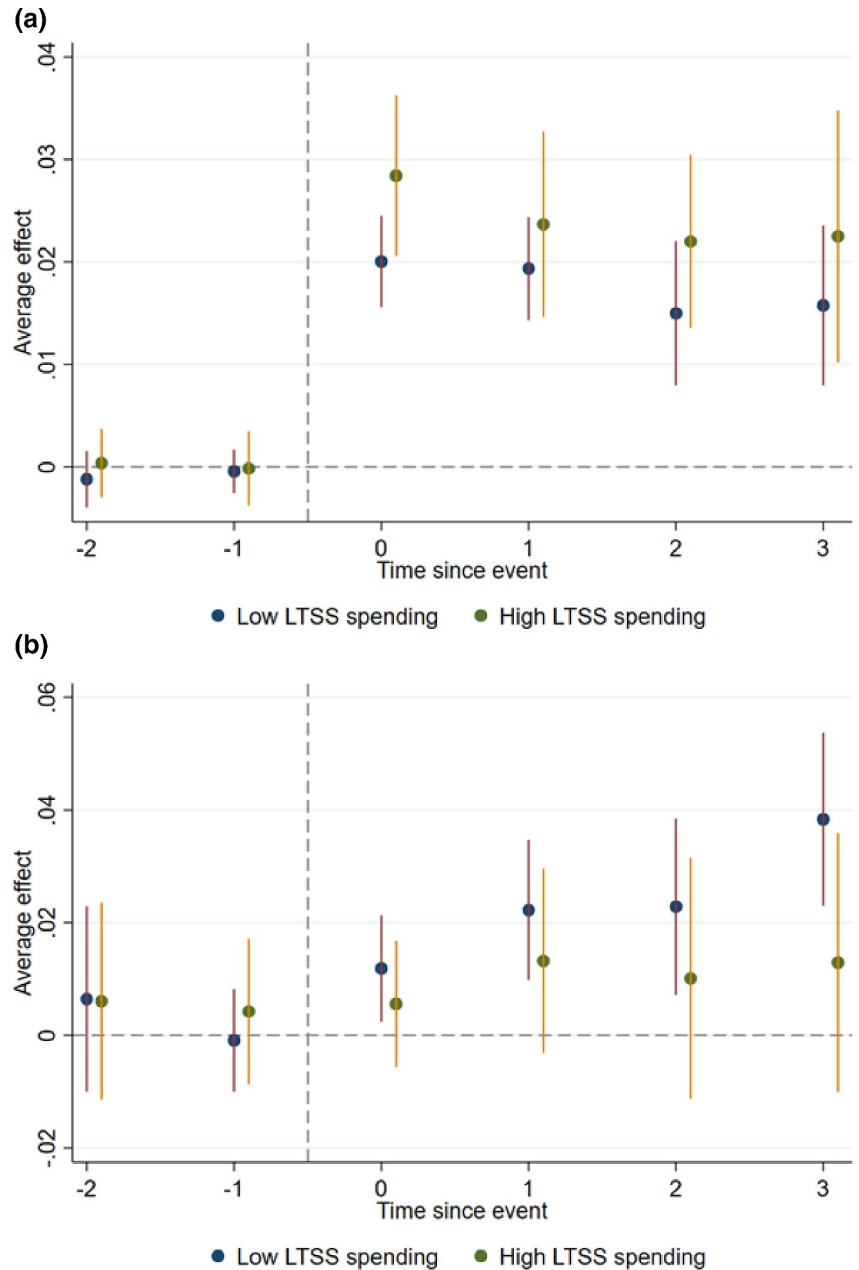 (a)
Average effect
.04
.03
.02
.01
0
-2 -1 0 1 2 3
Time since event
Low LTSS spending High LTSS spending
(b)
Average effect
.06
.04
.02
0
-.02
-2 -1 0 1 2 3
Time since event
Low LTSS spending High LTSS spending